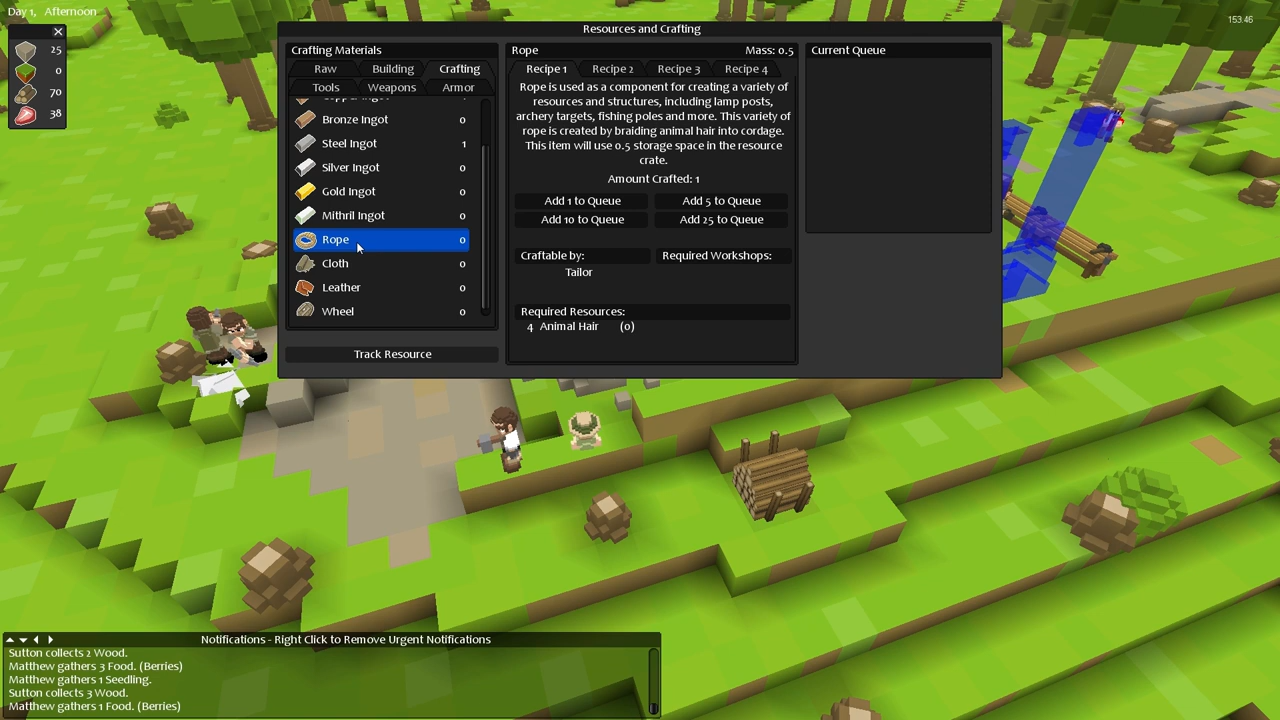 Day 1, Afternoon
153.46
25
0
70
38
Resources and Crafting
Crafting Materials
Raw
Building
Crafting
Tools
Weapons
Armor
Bronze Ingot 0
Steel Ingot 1
Silver Ingot 0
Gold Ingot 0
Mithril Ingot 0
Rope 0
Cloth 0
Leather 0
Wheel 0
Track Resource
Rope Mass: 0.5
Recipe 1
Recipe 2
Recipe 3
Recipe 4
Rope is used as a component for creating a variety of
resources and structures, including lamp posts,
archery targets, fishing poles and more. This variety of
rope is created by braiding animal hair into cordage.
This item will use 0.5 storage space in the resource
crate.
Amount Crafted: 1
Add 1 to Queue
Add 5 to Queue
Add 10 to Queue
Add 25 to Queue
Craftable by:
Required Workshops:
Tailor
Required Resources:
4 Animal Hair (0)
Current Queue
Notifications - Right Click to Remove Urgent Notifications
Sutton collects 2 Wood.
Matthew gathers 3 Food. (Berries)
Matthew gathers 1 Seedling.
Sutton collects 3 Wood.
Matthew gathers 1 Food. (Berries)